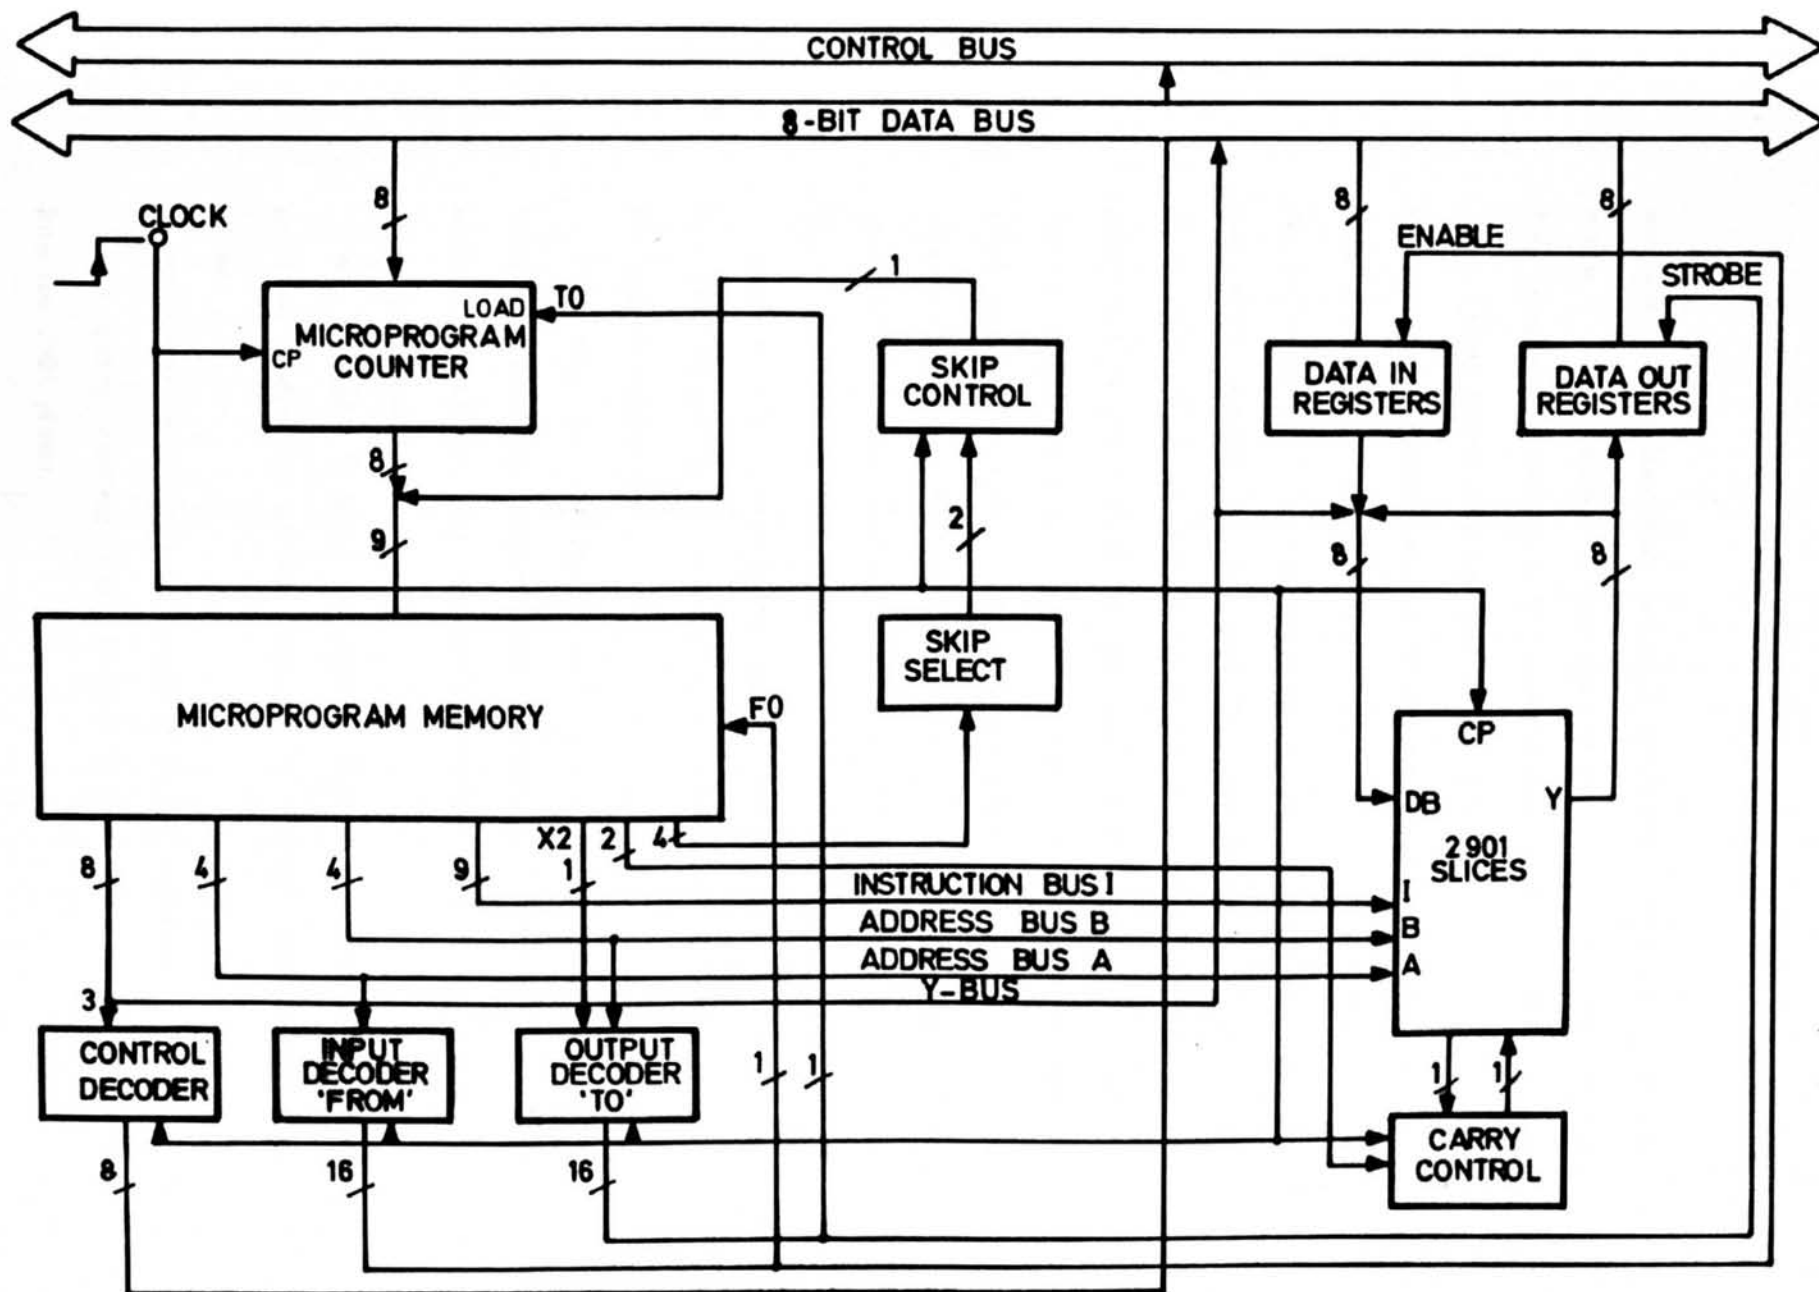 CONTROL BUS
8-BIT DATA BUS
8
8
8
CLOCK
ENABLE
1
STROBE
LOAD
T0
MICROPROGRAM
COUNTER
CP
SKIP
CONTROL
DATA IN
REGISTERS
DATA OUT
REGISTERS
8
9
2
8
8
SKIP
SELECT
MICROPROGRAM MEMORY
F0
CP
DB
Y
2901
SLICES
I
B
A
X2
2
4
8
4
4
9
1
INSTRUCTION BUS I
ADDRESS BUS B
ADDRESS BUS A
Y-BUS
3
CONTROL
DECODER
INPUT
DECODER
'FROM'
OUTPUT
DECODER
'TO'
1
1
1
1
CARRY
CONTROL
8
16
16